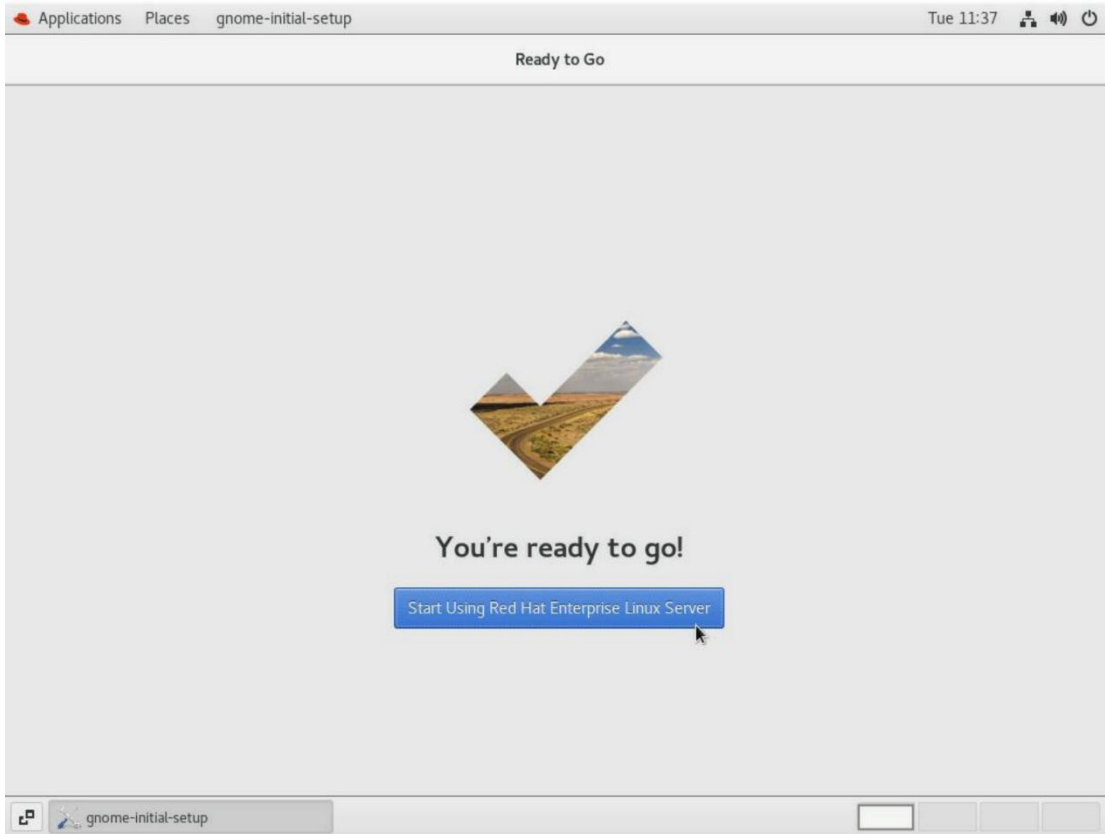 Applications Places gnome-initial-setup Tue 11:37
Ready to Go
You're ready to go!
Start Using Red Hat Enterprise Linux Server
gnome-initial-setup